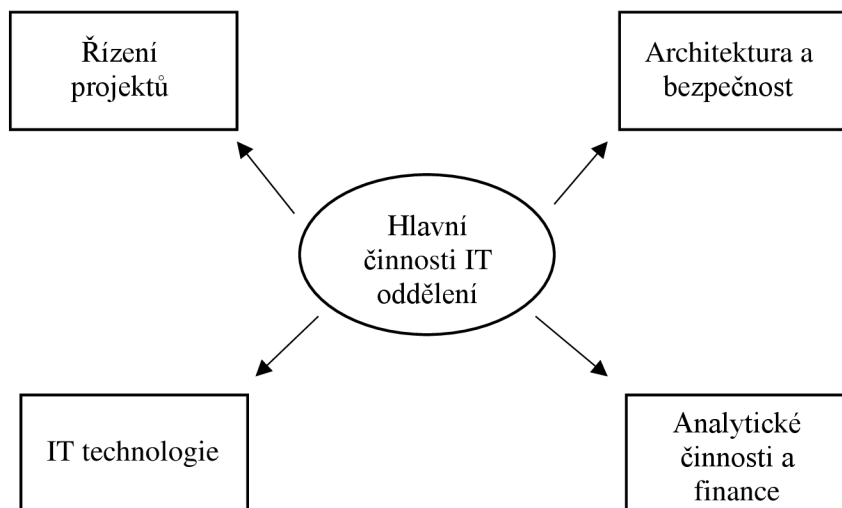 Řízení
projektů
Architektura a
bezpečnost
Hlavní
činnosti IT
oddělení
IT technologie
Analytické
činnosti a
finance